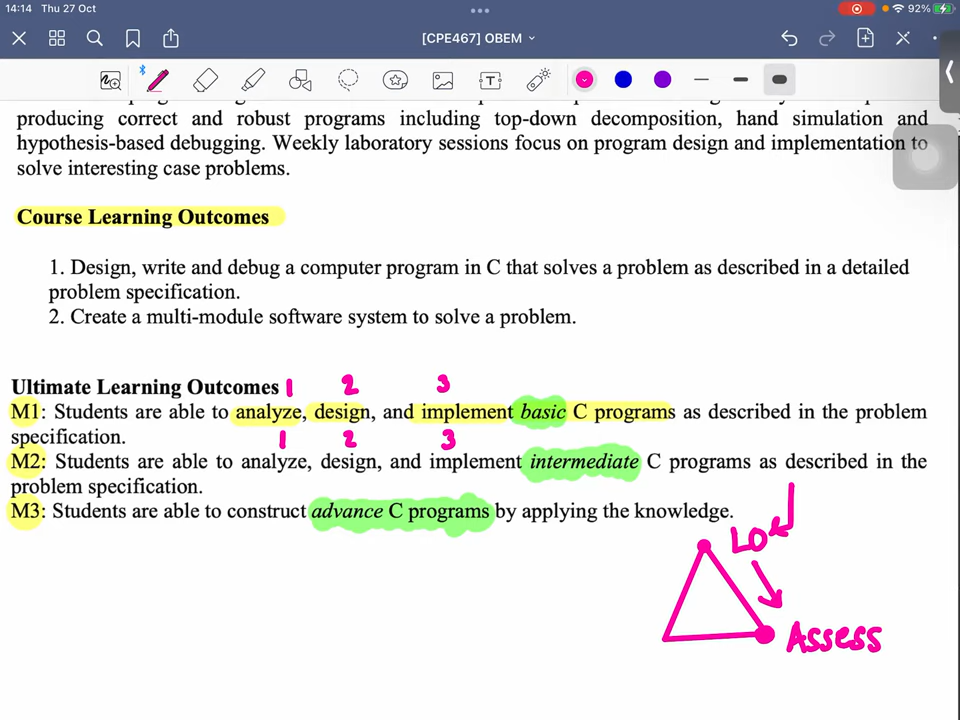 14:14 Thu 27 Oct
92%
[CPE467] OBEM
producing correct and robust programs including top-down decomposition, hand simulation and
hypothesis-based debugging. Weekly laboratory sessions focus on program design and implementation to
solve interesting case problems.
Course Learning Outcomes
1. Design, write and debug a computer program in C that solves a problem as described in a detailed
problem specification.
2. Create a multi-module software system to solve a problem.
Ultimate Learning Outcomes 1 2 3
M1: Students are able to analyze, design, and implement basic C programs as described in the problem
specification. 1 2 3
M2: Students are able to analyze, design, and implement intermediate C programs as described in the
problem specification.
M3: Students are able to construct advance C programs by applying the knowledge.
LO
Assess